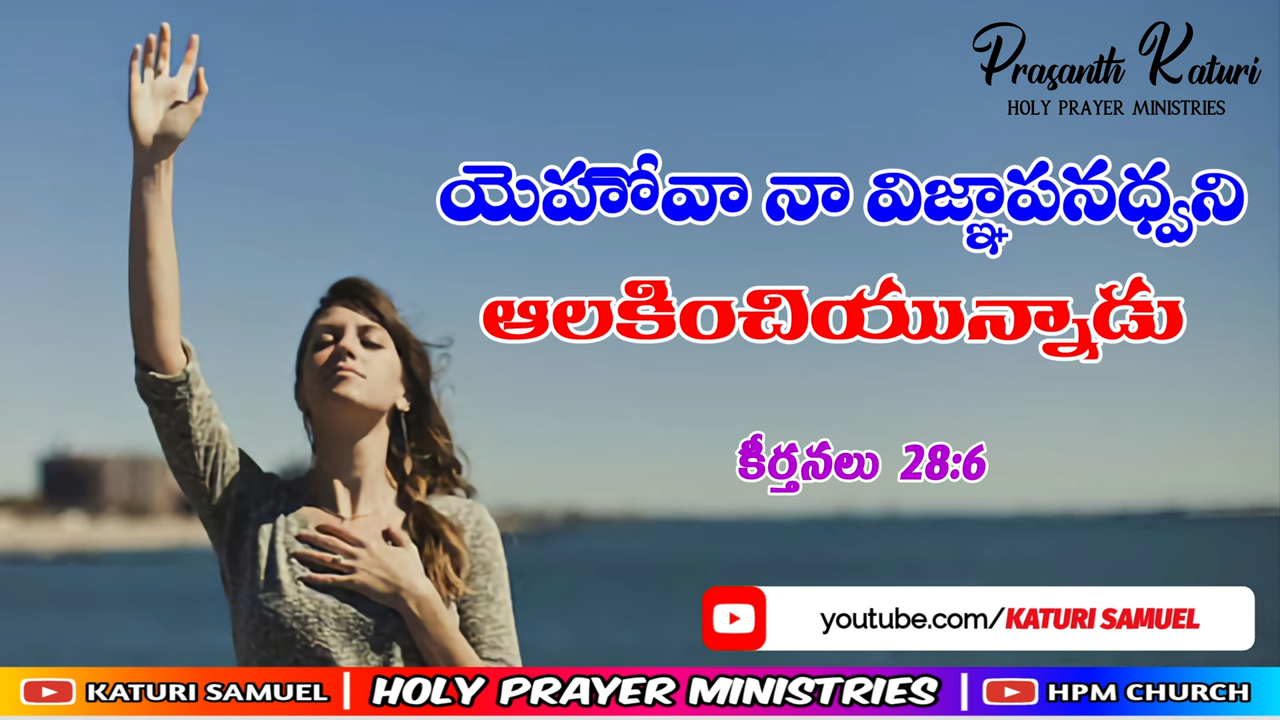 Prasanth Katuri
HOLY PRAYER MINISTRIES
యెహోవా నా విజ్ఞాపనధ్వని
ఆలకించియున్నాడు
కీర్తనలు 28:6
youtube.com/KATURI SAMUEL
KATURI SAMUEL | HOLY PRAYER MINISTRIES | HPM CHURCH